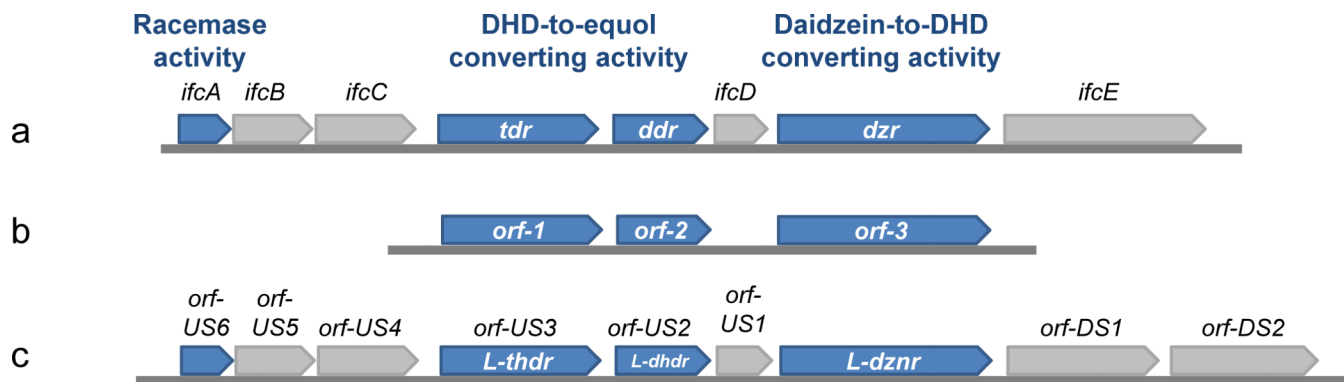 Racemase
activity
DHD-to-equol
converting activity
Daidzein-to-DHD
converting activity
ifcA ifcB ifcC ifcD ifcE
a tdr ddr dzr
b orf-1 orf-2 orf-3
orf-US6 orf-US5 orf-US4 orf-US3 orf-US2 orf-US1 orf-DS1 orf-DS2
c L-thdr L-dhdr L-dznr